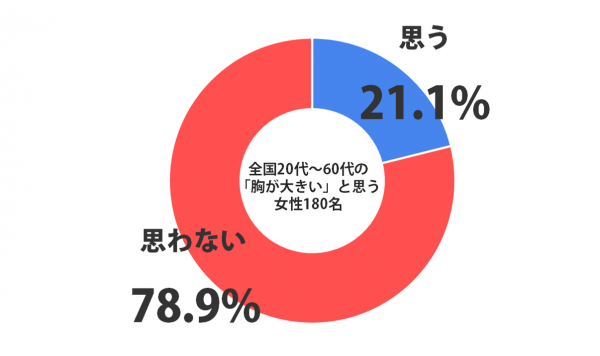 思う
21.1%
全国20代〜60代の
「胸が大きい」と思う
女性180名
思わない
78.9%